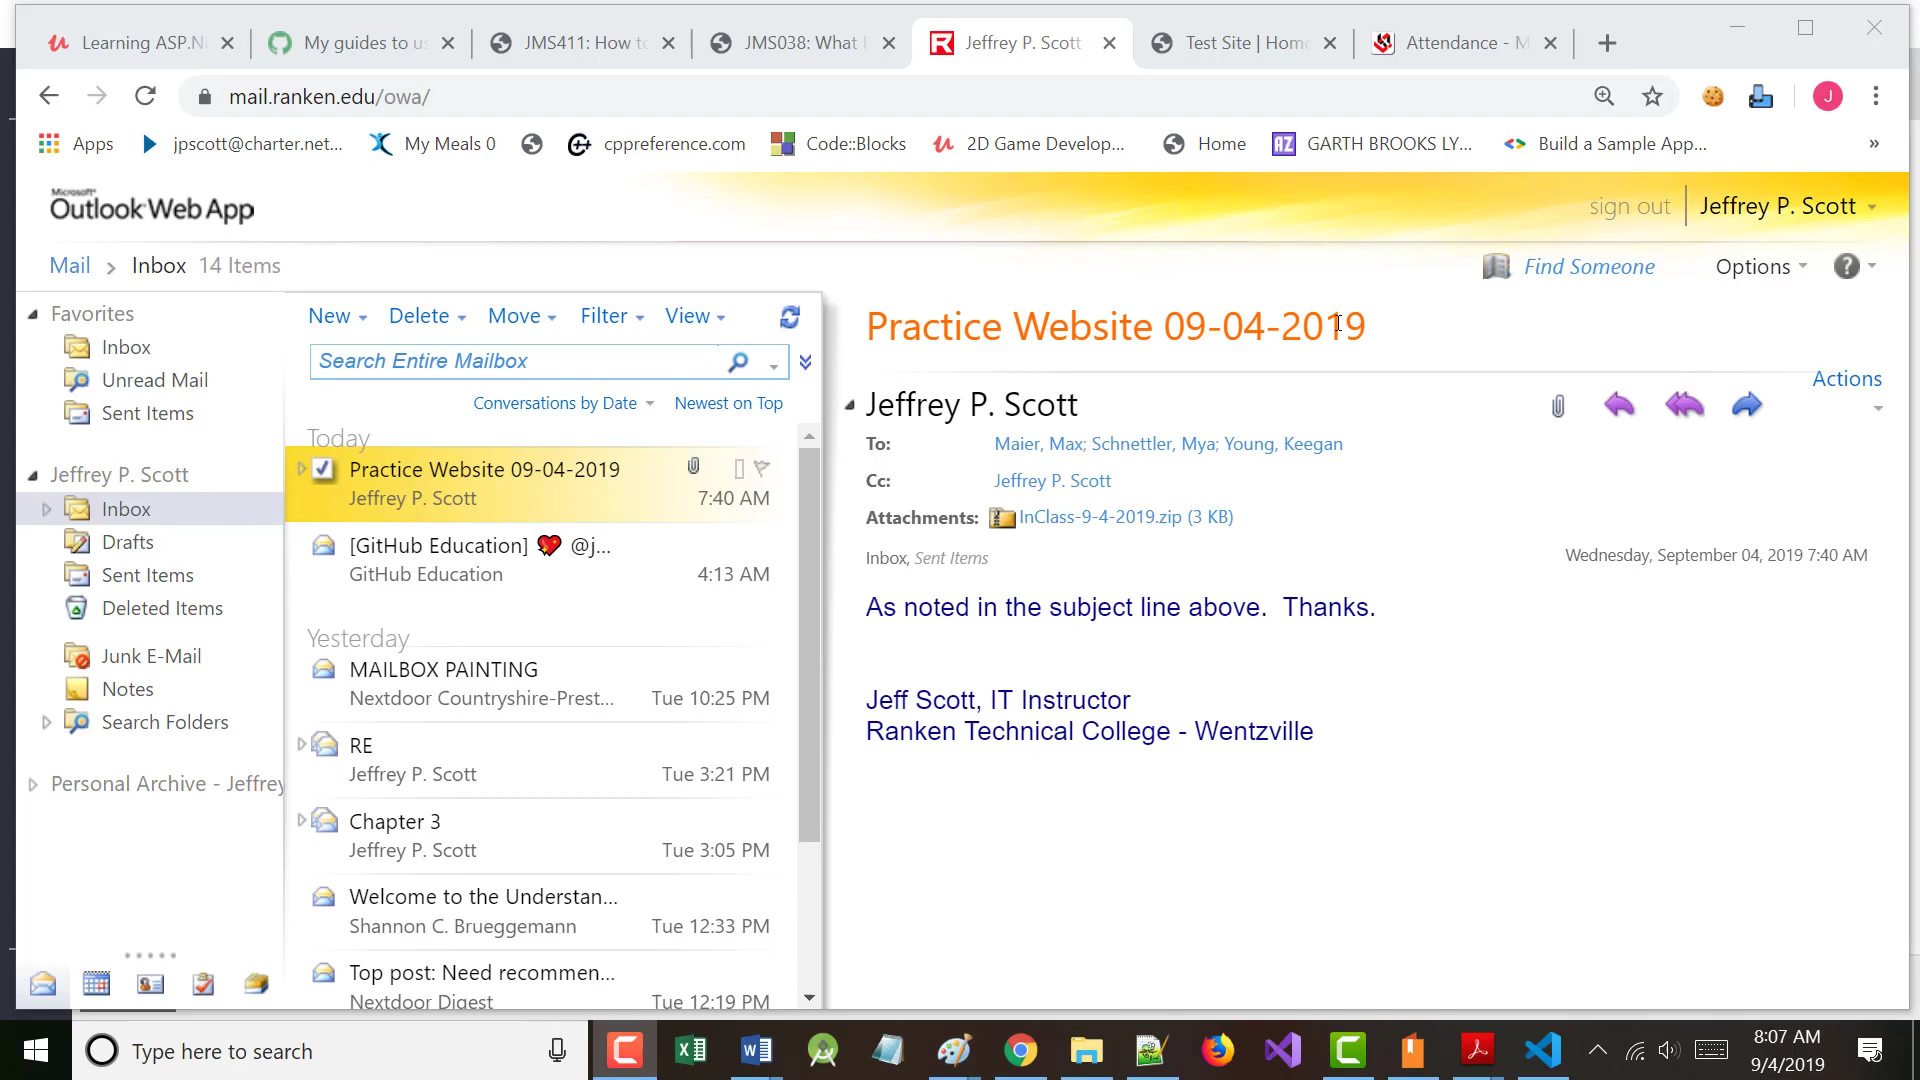 Learning ASP.N
My guides to us
JMS411: How to
JMS038: What
Jeffrey P. Scott
Test Site | Home
Attendance - M
mail.ranken.edu/owa/
J
Apps
jpscott@charter.net...
My Meals 0
cppreference.com
Code::Blocks
2D Game Develop...
Home
AZ
GARTH BROOKS LY...
Build a Sample App...
»
Microsoft
Outlook Web App
sign out
Jeffrey P. Scott
Mail > Inbox 14 Items
Find Someone
Options
Favorites
Inbox
Unread Mail
Sent Items
Jeffrey P. Scott
Inbox
Drafts
Sent Items
Deleted Items
Junk E-Mail
Notes
Search Folders
Personal Archive - Jeffrey
New Delete Move Filter View
Search Entire Mailbox
Conversations by Date Newest on Top
Today
Practice Website 09-04-2019
Jeffrey P. Scott 7:40 AM
[GitHub Education] 💖 @j...
GitHub Education 4:13 AM
Yesterday
MAILBOX PAINTING
Nextdoor Countryshire-Prest... Tue 10:25 PM
RE
Jeffrey P. Scott Tue 3:21 PM
Chapter 3
Jeffrey P. Scott Tue 3:05 PM
Welcome to the Understan...
Shannon C. Brueggemann Tue 12:33 PM
Top post: Need recommen...
Nextdoor Digest Tue 12:19 PM
Practice Website 09-04-2019
Actions
Jeffrey P. Scott
To: Maier, Max; Schnettler, Mya; Young, Keegan
Cc: Jeffrey P. Scott
Attachments: InClass-9-4-2019.zip (3 KB)
Inbox, Sent Items
Wednesday, September 04, 2019 7:40 AM
As noted in the subject line above. Thanks.
Jeff Scott, IT Instructor
Ranken Technical College - Wentzville
Type here to search
8:07 AM
9/4/2019